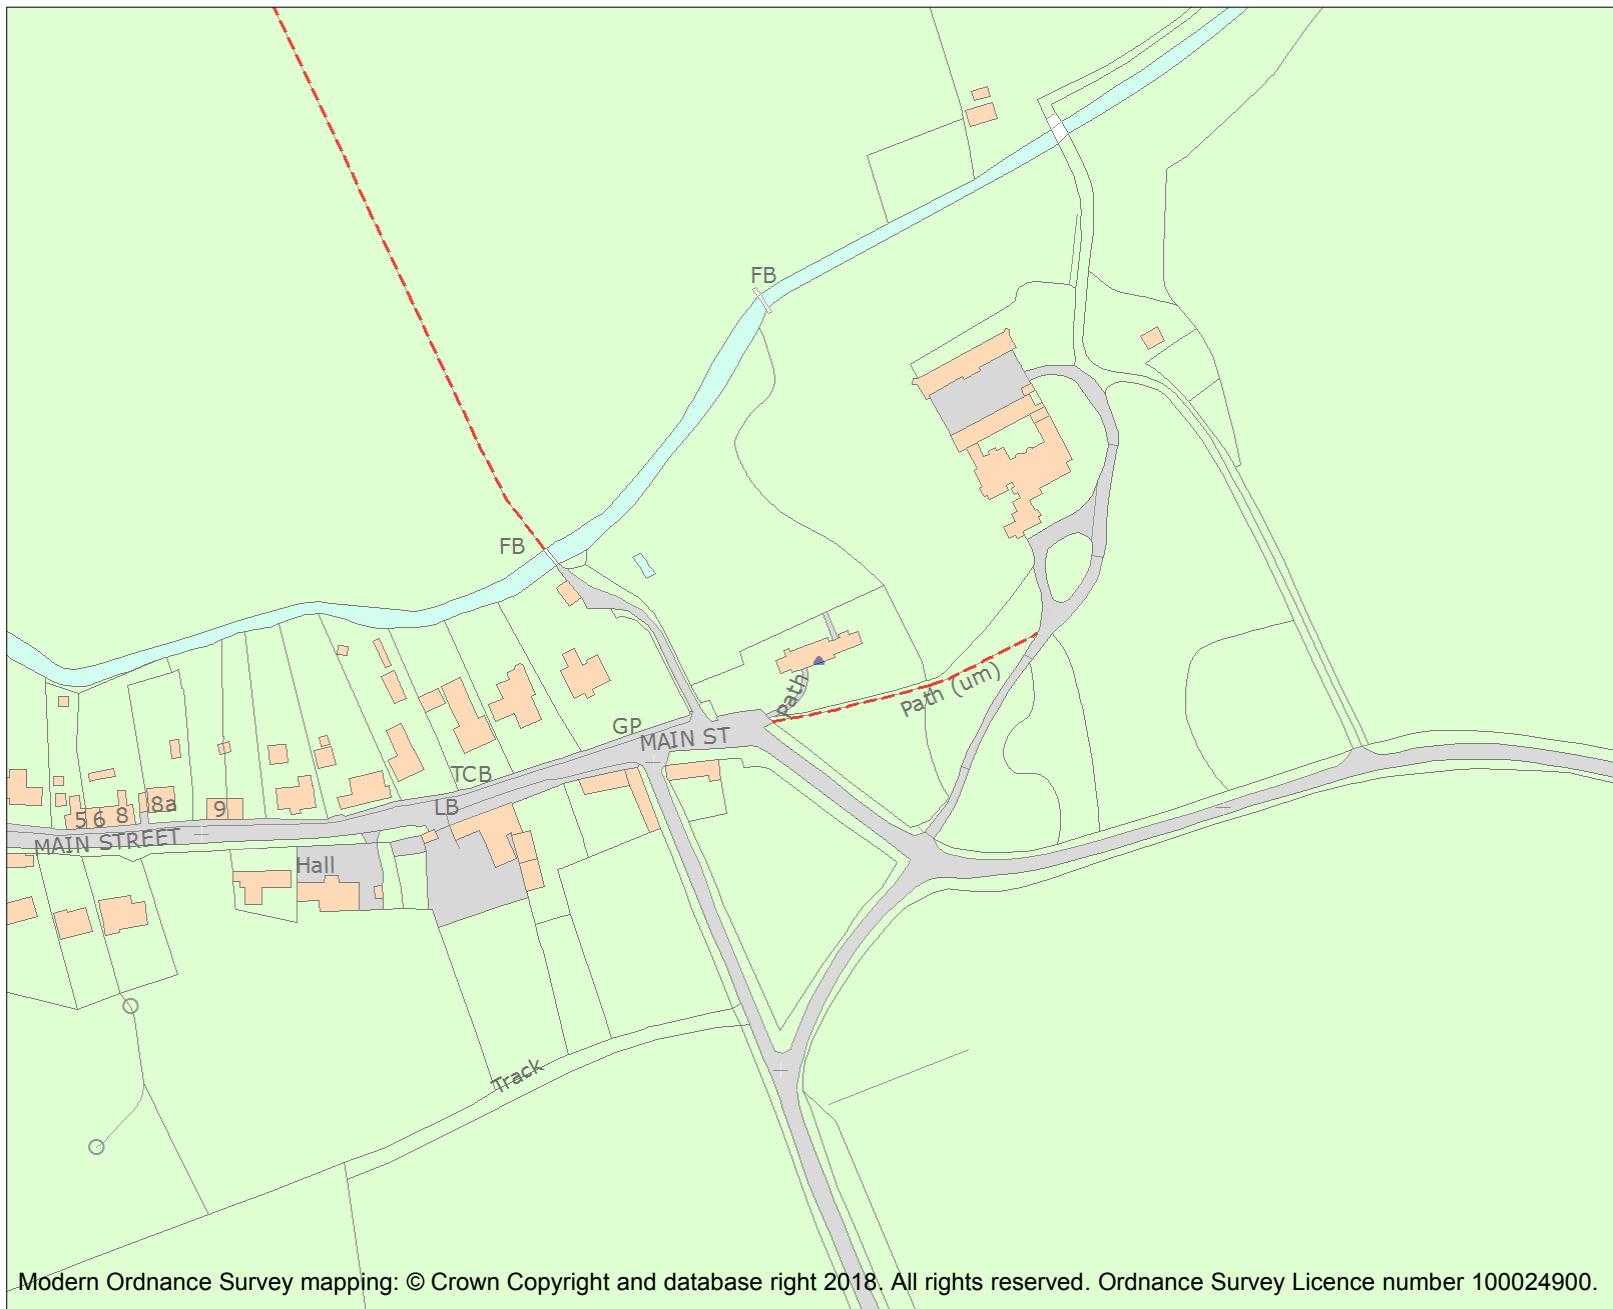 FB
FB
Path
Path (um)
GP
MAIN ST
TCB
LB
5 6 8 8a 9
MAIN STREET
Hall
Track
Modern Ordnance Survey mapping: © Crown Copyright and database right 2018. All rights reserved. Ordnance Survey Licence number 100024900.